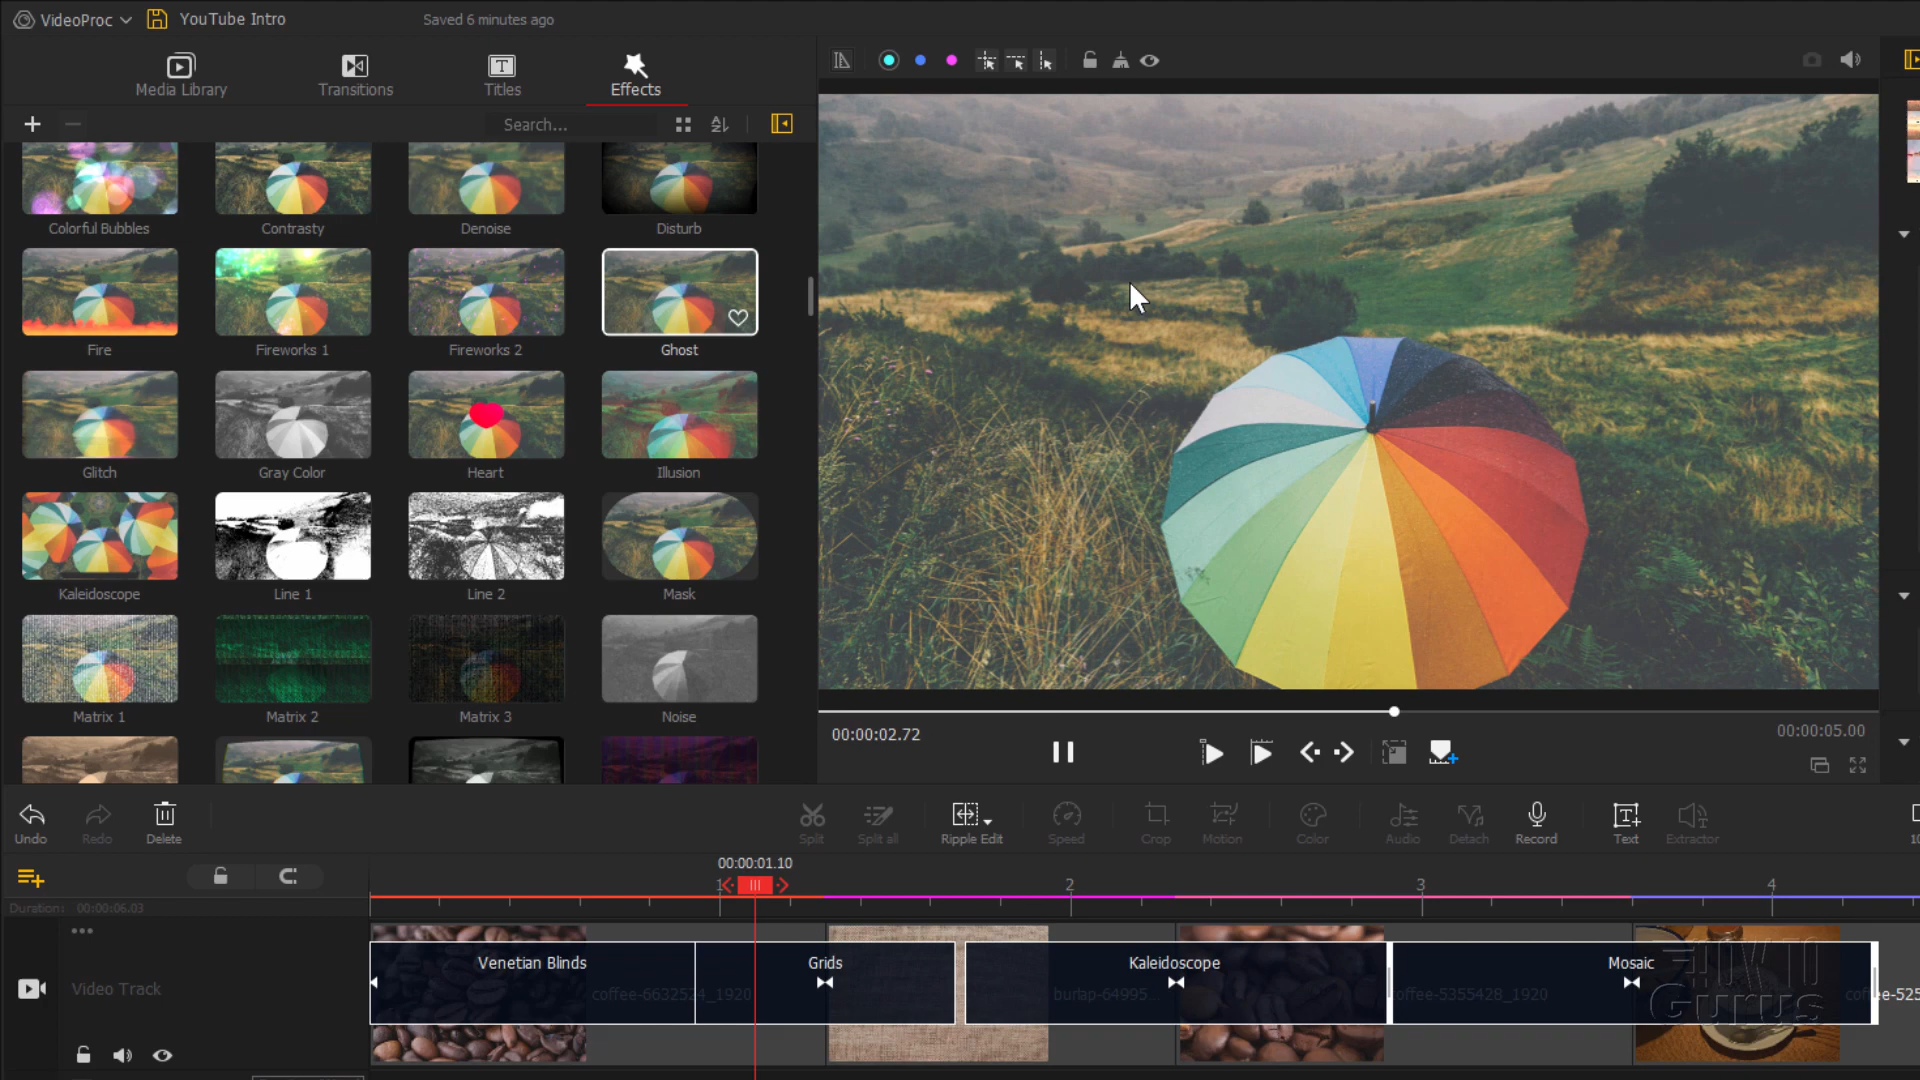 VideoProc
YouTube Intro
Saved 6 minutes ago
Media Library
Transitions
Titles
Effects
Search...
Colorful Bubbles
Contrasty
Denoise
Disturb
Fire
Fireworks 1
Fireworks 2
Ghost
Glitch
Gray Color
Heart
Illusion
Kaleidoscope
Line 1
Line 2
Mask
Matrix 1
Matrix 2
Matrix 3
Noise
00:00:02.72
00:00:05.00
Undo
Redo
Delete
Split
Split all
Ripple Edit
Speed
Crop
Motion
Color
Audio
Detach
Record
Text
Extractor
00:00:01.10
1
2
3
4
Duration: 00:00:06.03
Venetian Blinds
Grids
Kaleidoscope
Mosaic
Video Track
coffee-6632524_1920
burlap-64995...
offee-5355428_1920
HOW TO
Gurus